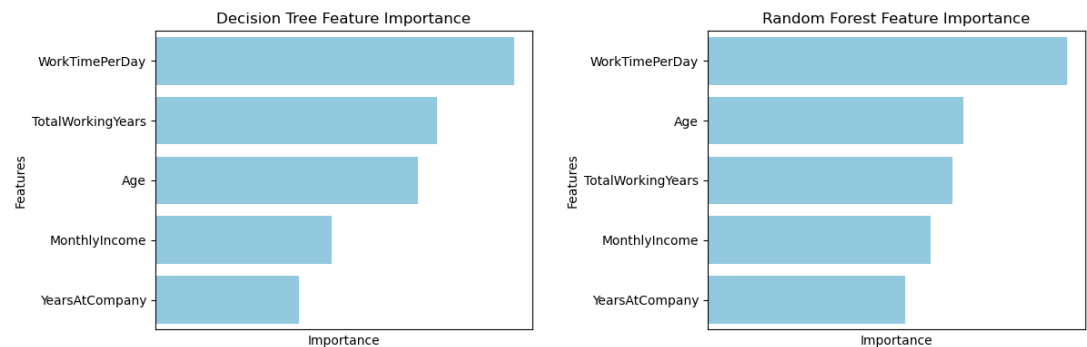 Decision Tree Feature Importance
WorkTimePerDay
TotalWorkingYears
Age
MonthlyIncome
YearsAtCompany
Features
Importance
Random Forest Feature Importance
WorkTimePerDay
Age
TotalWorkingYears
MonthlyIncome
YearsAtCompany
Features
Importance